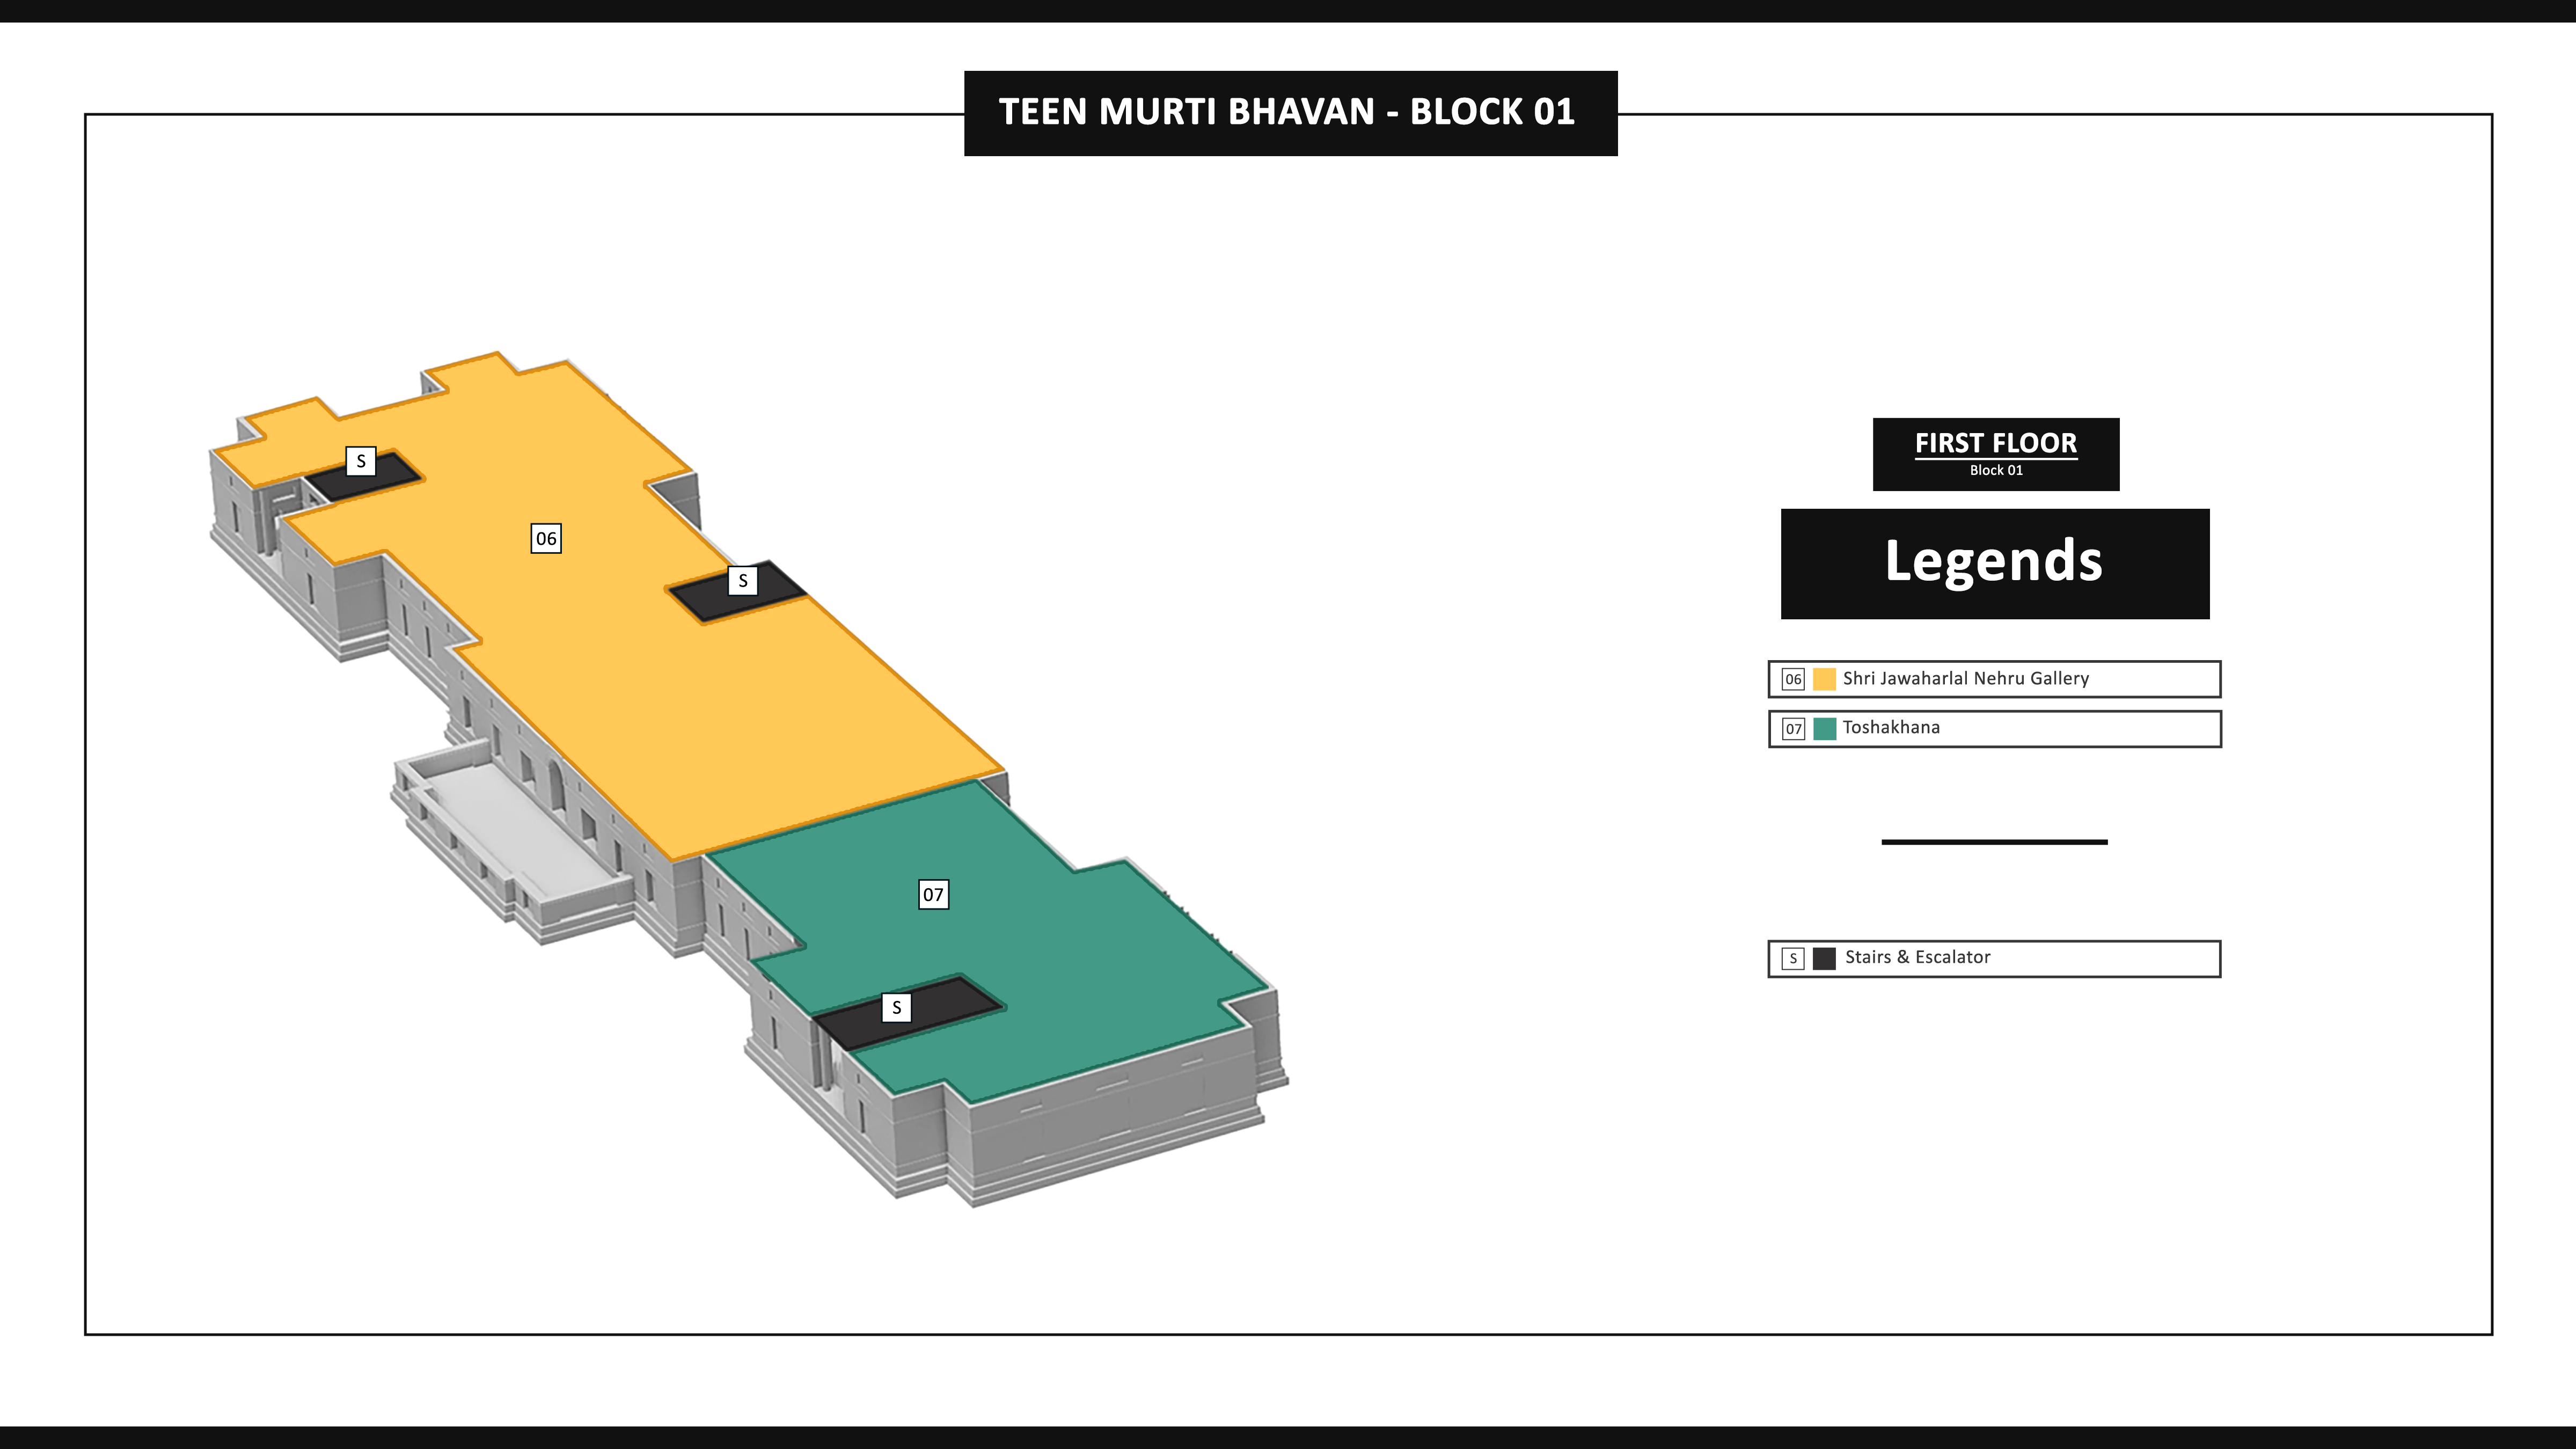 TEEN MURTI BHAVAN - BLOCK 01
S
06
S
07
S
FIRST FLOOR
Block 01
Legends
06 Shri Jawaharlal Nehru Gallery
07 Toshakhana
S Stairs & Escalator